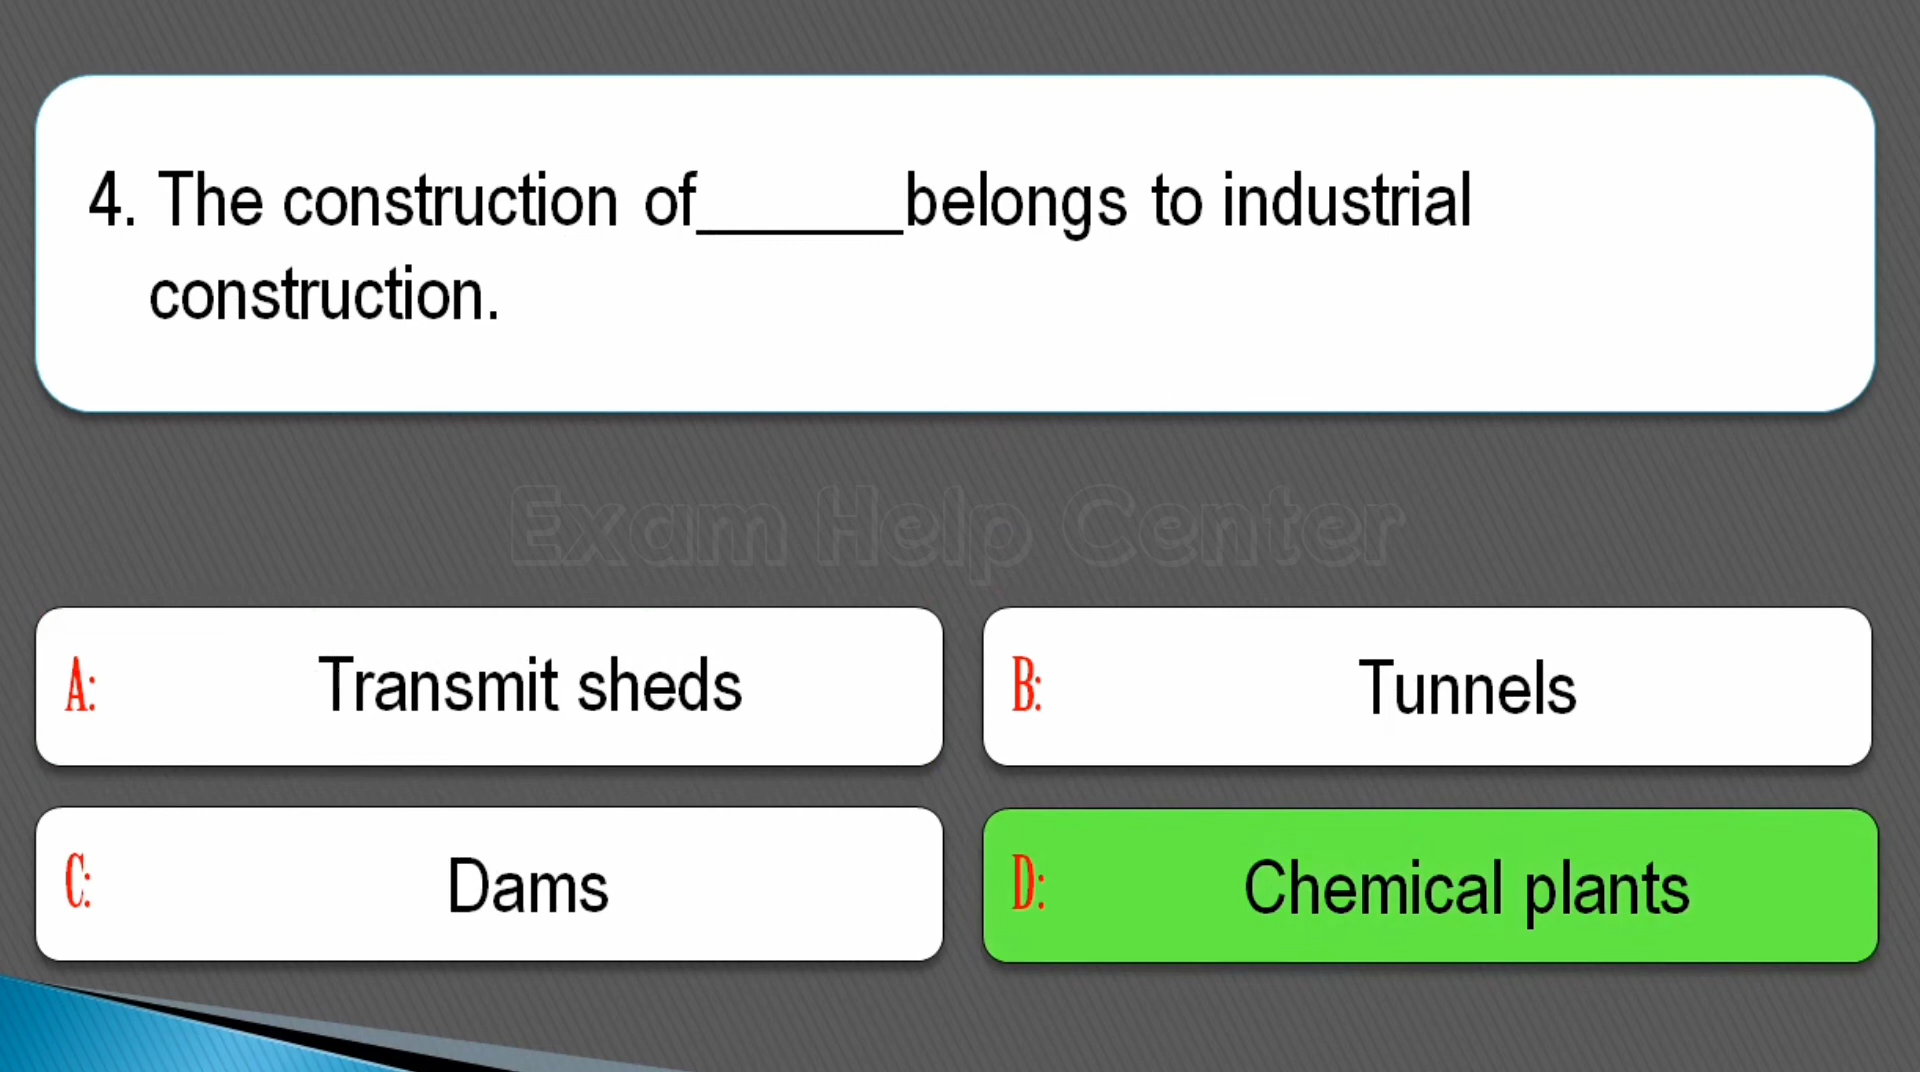 4. The construction of______belongs to industrial
construction.
Exam Help Center
A: Transmit sheds
B: Tunnels
C: Dams
D: Chemical plants